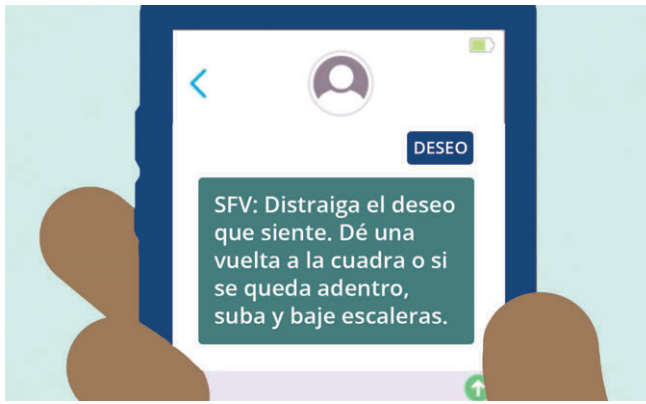 DESEO
SFV: Distraiga el deseo
que siente. Dé una
vuelta a la cuadra o si
se queda adentro,
suba y baje escaleras.